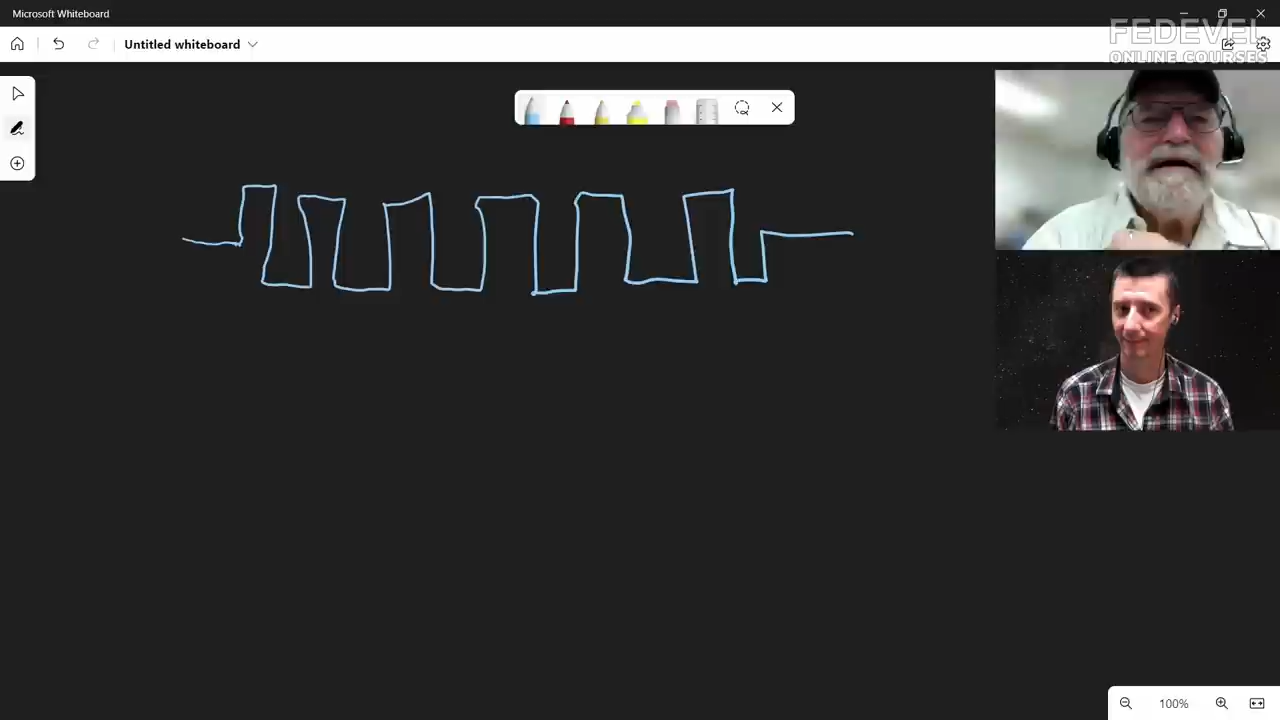 Microsoft Whiteboard
FEDEVEL
ONLINE COURSES
Untitled whiteboard
100%